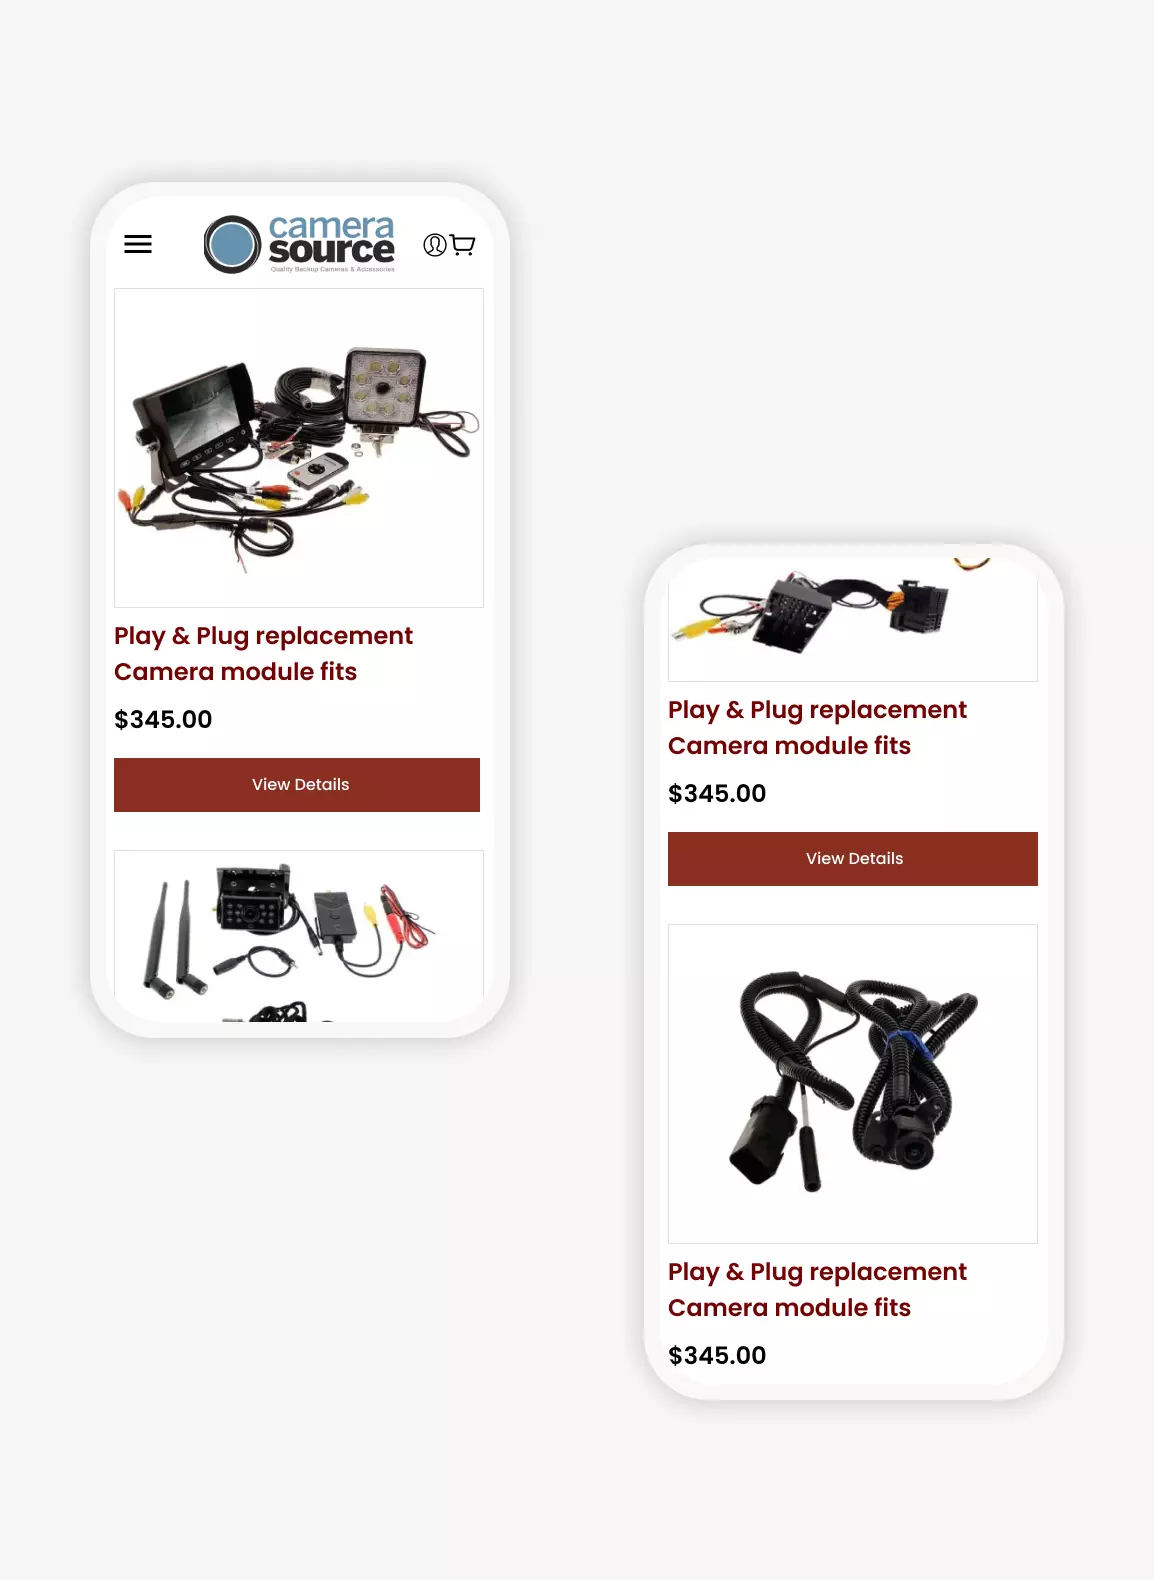 camera
source
Quality Backup Cameras & Accessories
Play & Plug replacement
Camera module fits
$345.00
View Details
Play & Plug replacement
Camera module fits
$345.00
View Details
Play & Plug replacement
Camera module fits
$345.00